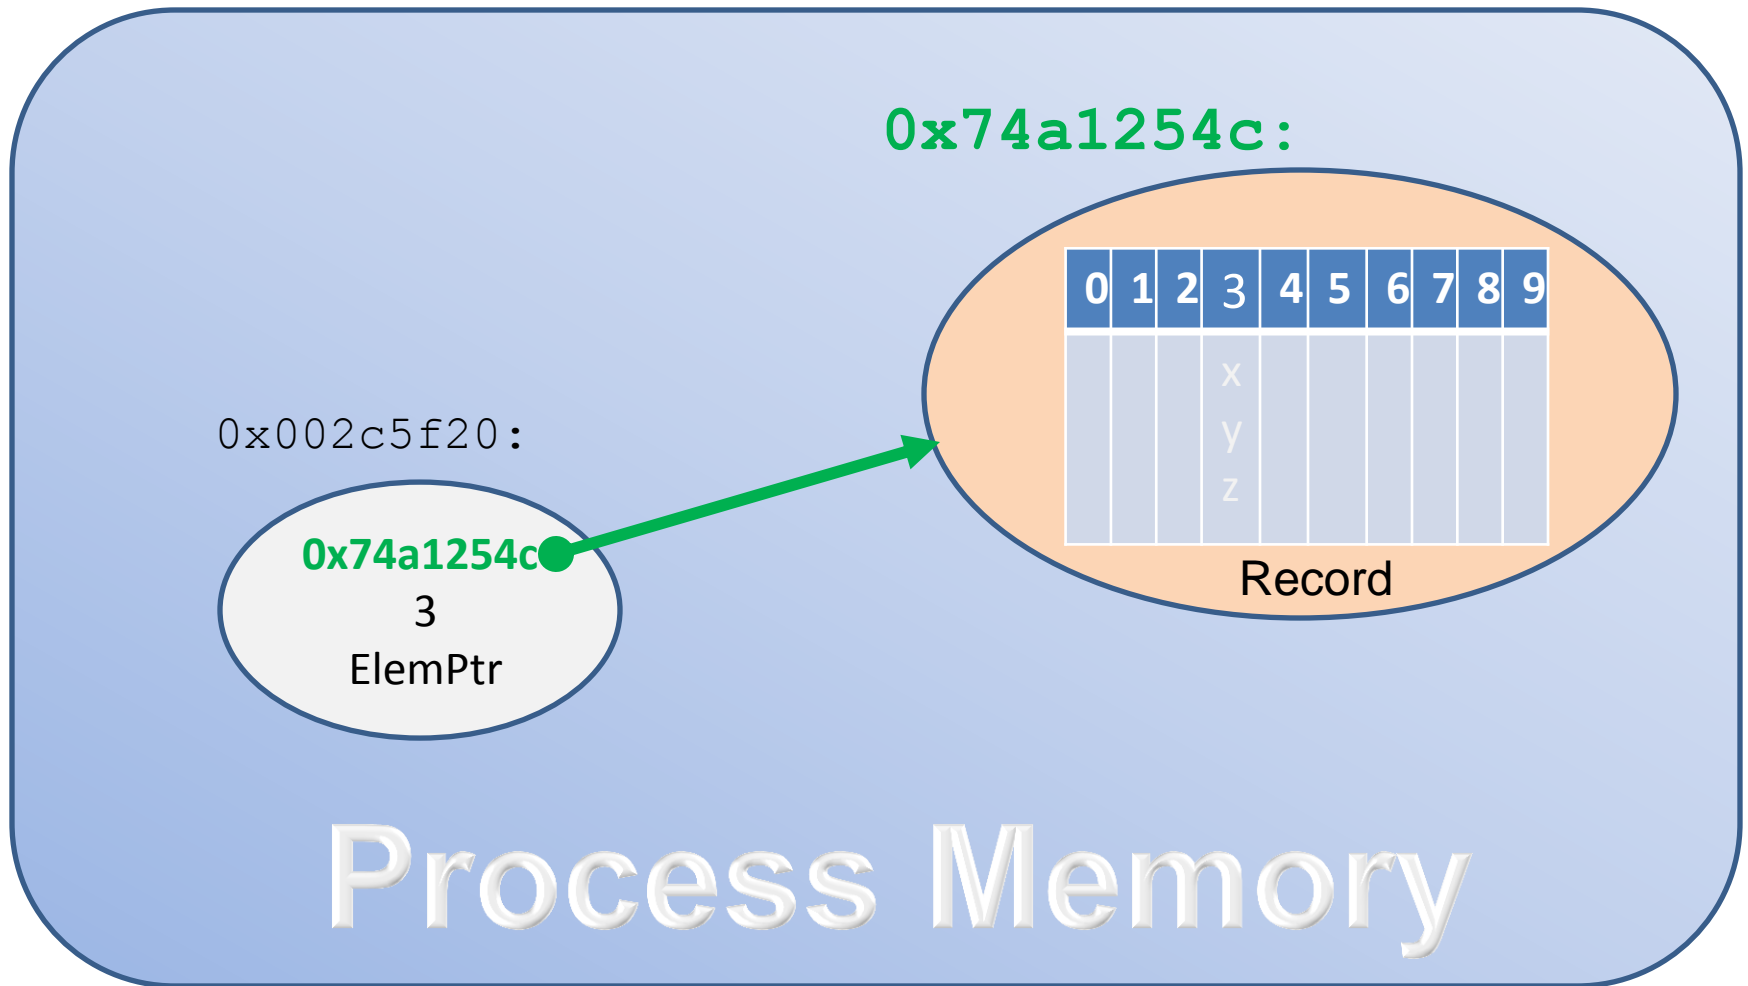 0x74a1254c:
0 1 2 3 4 5 6 7 8 9
x
y
z
Record
0x002c5f20:
0x74a1254c
3
ElemPtr
Process Memory